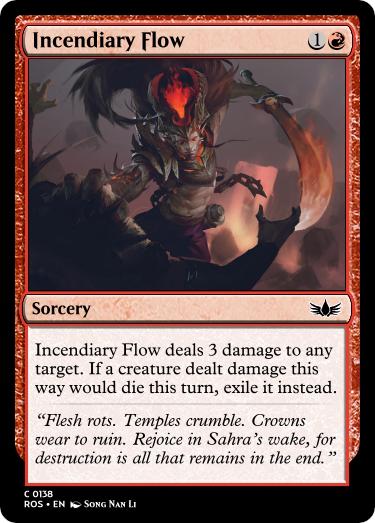 Incendiary Flow 1
Sorcery
Incendiary Flow deals 3 damage to any
target. If a creature dealt damage this
way would die this turn, exile it instead.
“Flesh rots. Temples crumble. Crowns
wear to ruin. Rejoice in Sahra’s wake, for
destruction is all that remains in the end.”
C 0138
ROS • EN Song Nan Li